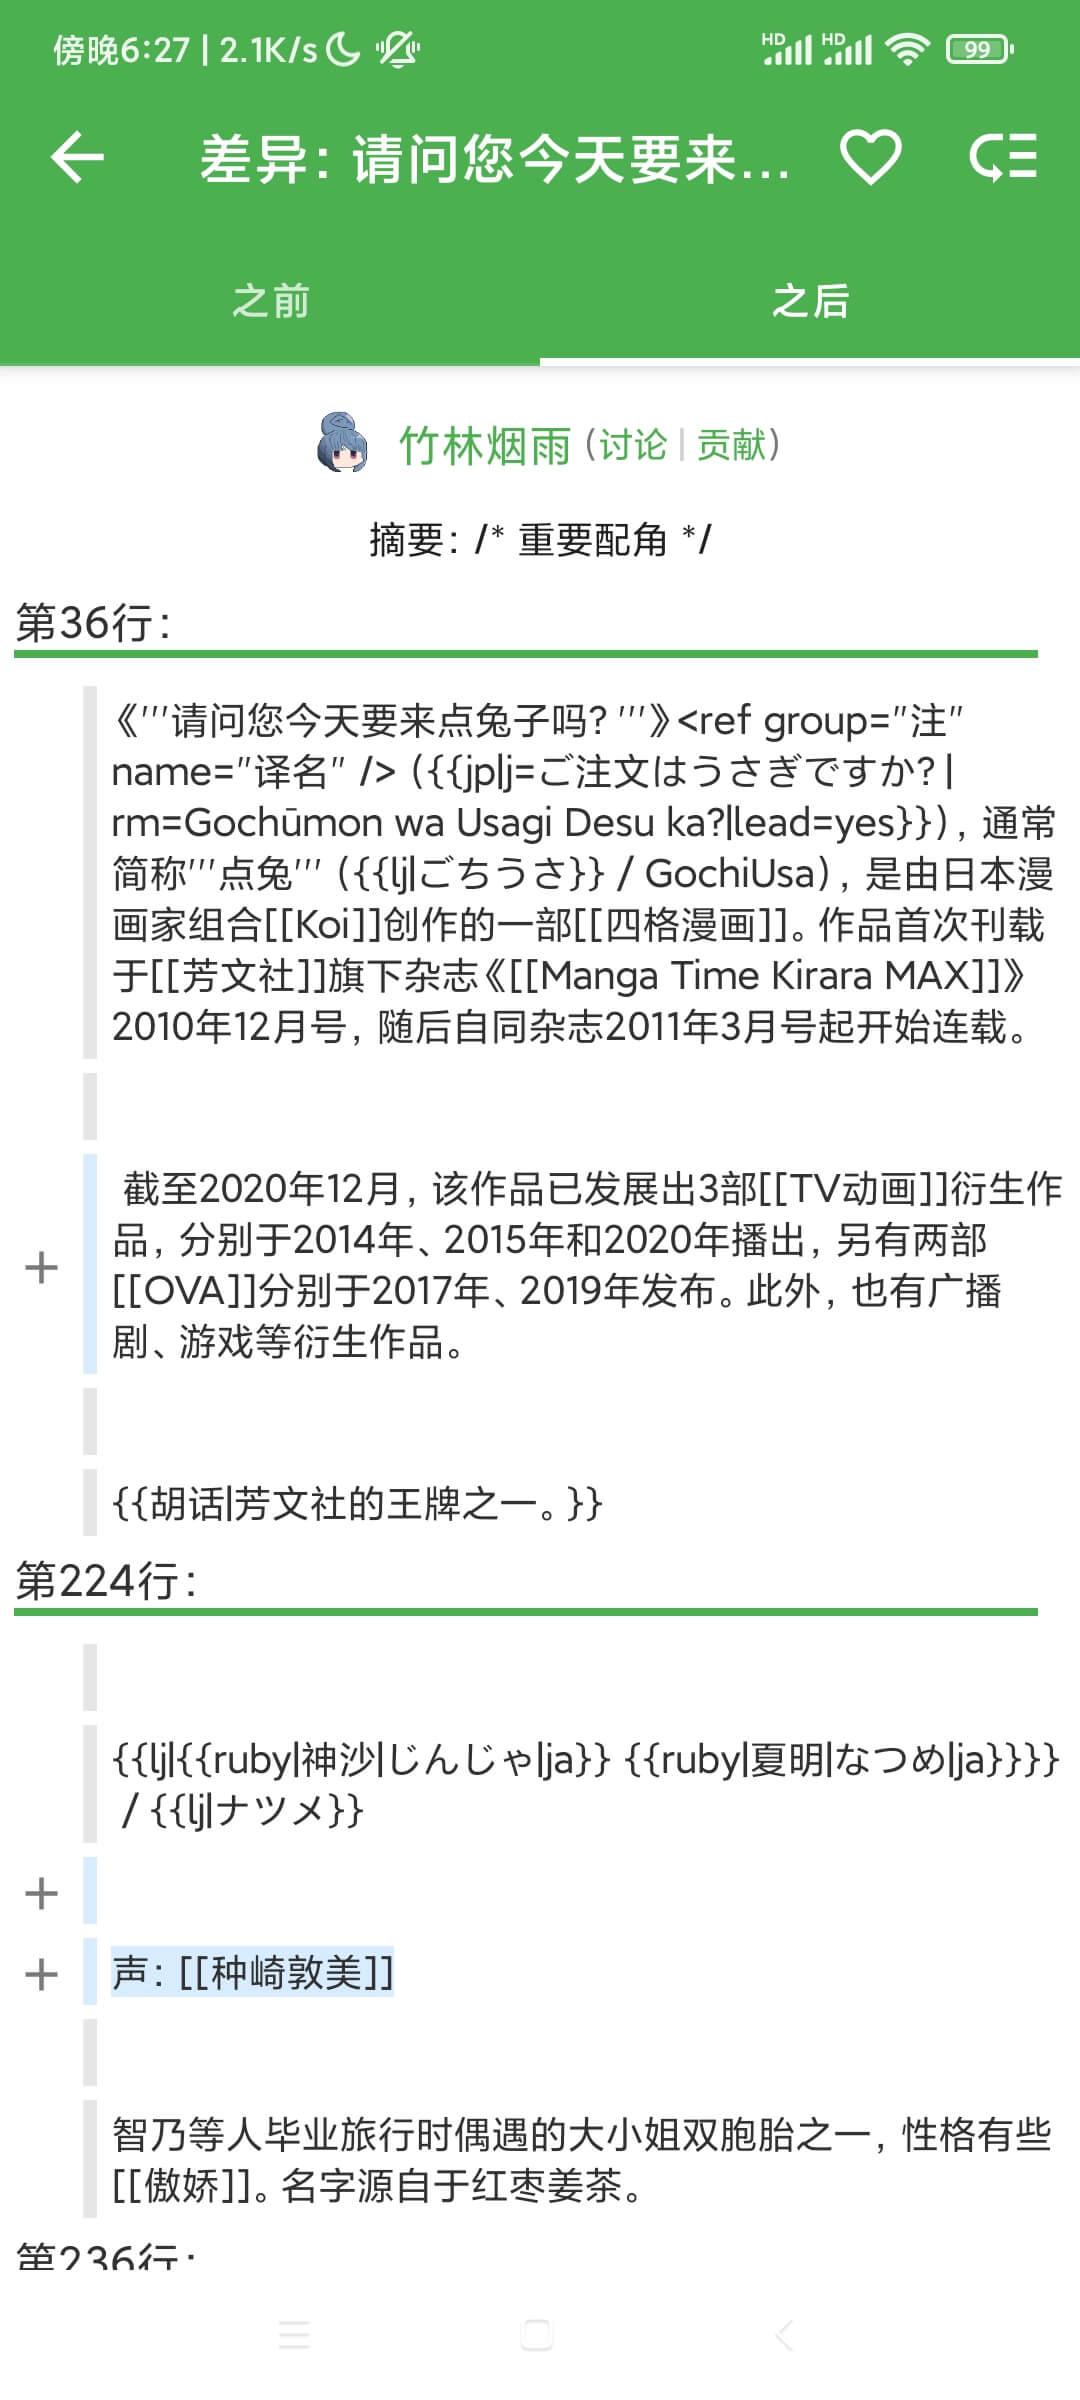 傍晚6:27 | 2.1K/s HD HD 99
差异：请问您今天要来...
之前 之后
竹林烟雨 (讨论 | 贡献)
摘要：/* 重要配角 */
第36行：
《'''请问您今天要来点兔子吗？'''》<ref group="注"
name="译名" /> ({{jp|j=ご注文はうさぎですか? |
rm=Gochūmon wa Usagi Desu ka?|lead=yes}})，通常
简称'''点兔''' ({{lj|ごちうさ}} / GochiUsa)，是由日本漫
画家组合[[Koi]]创作的一部[[四格漫画]]。作品首次刊载
于[[芳文社]]旗下杂志《[[Manga Time Kirara MAX]]》
2010年12月号，随后自同杂志2011年3月号起开始连载。
截至2020年12月，该作品已发展出3部[[TV动画]]衍生作
+ 品，分别于2014年、2015年和2020年播出，另有两部
[[OVA]]分别于2017年、2019年发布。此外，也有广播
剧、游戏等衍生作品。
{{胡话|芳文社的王牌之一。}}
第224行：
{{lj|{{ruby|神沙|じんじゃ|ja}} {{ruby|夏明|なつめ|ja}}}}
/ {{lj|ナツメ}}
+
+ 声：[[种崎敦美]]
智乃等人毕业旅行时偶遇的大小姐双胞胎之一，性格有些
[[傲娇]]。名字源自于红枣姜茶。
第236行：